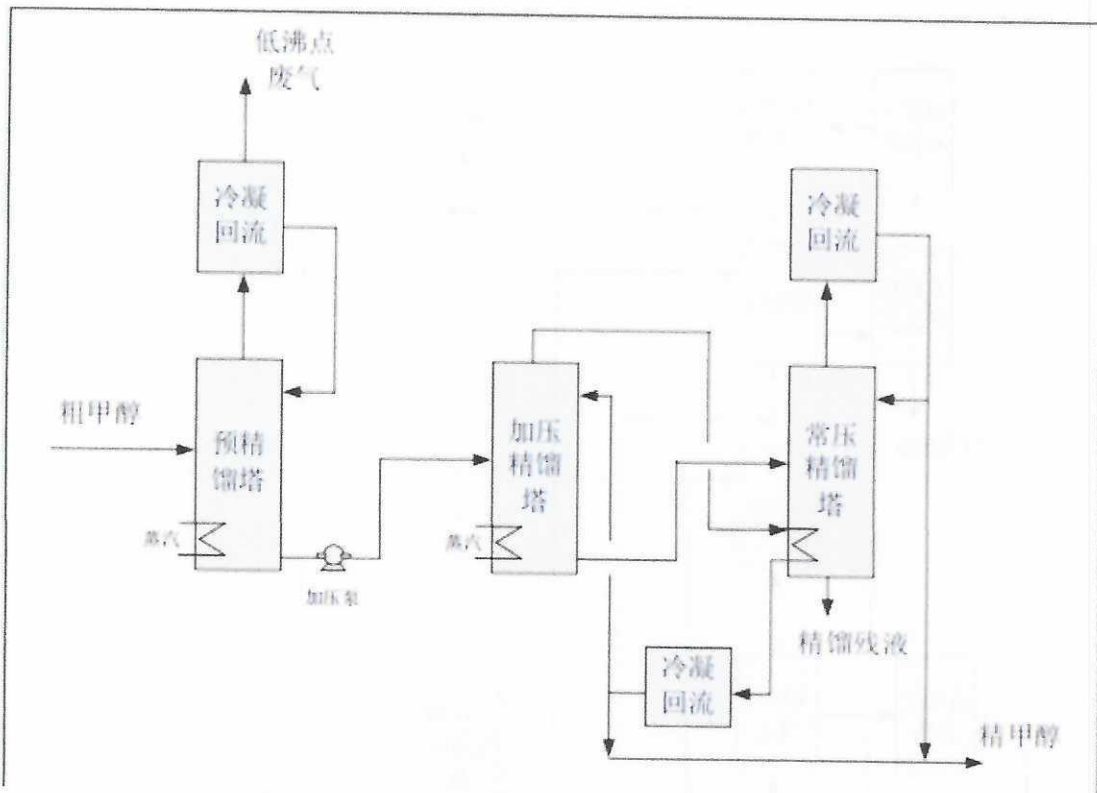 低沸点
废气
冷凝
回流
冷凝
回流
粗甲醇
预精
馏塔
加压
精馏
塔
常压
精馏
塔
蒸汽
蒸汽
加压泵
精馏残液
冷凝
回流
精甲醇